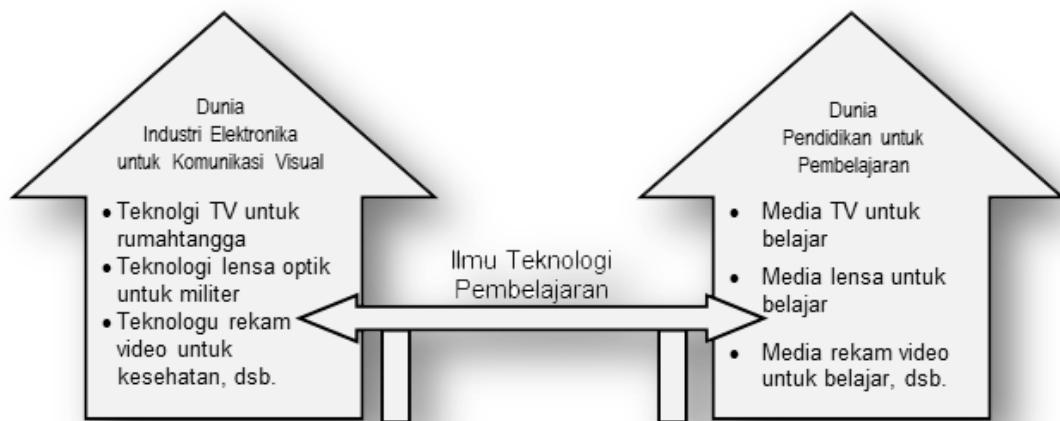 Dunia
Industri Elektronika
untuk Komunikasi Visual
• Teknolgi TV untuk
rumahtangga
• Teknologi lensa optik
untuk militer
• Teknologu rekam
video untuk
kesehatan, dsb.
Ilmu Teknologi
Pembelajaran
Dunia
Pendidikan untuk
Pembelajaran
• Media TV untuk
belajar
• Media lensa untuk
belajar
• Media rekam video
untuk belajar, dsb.